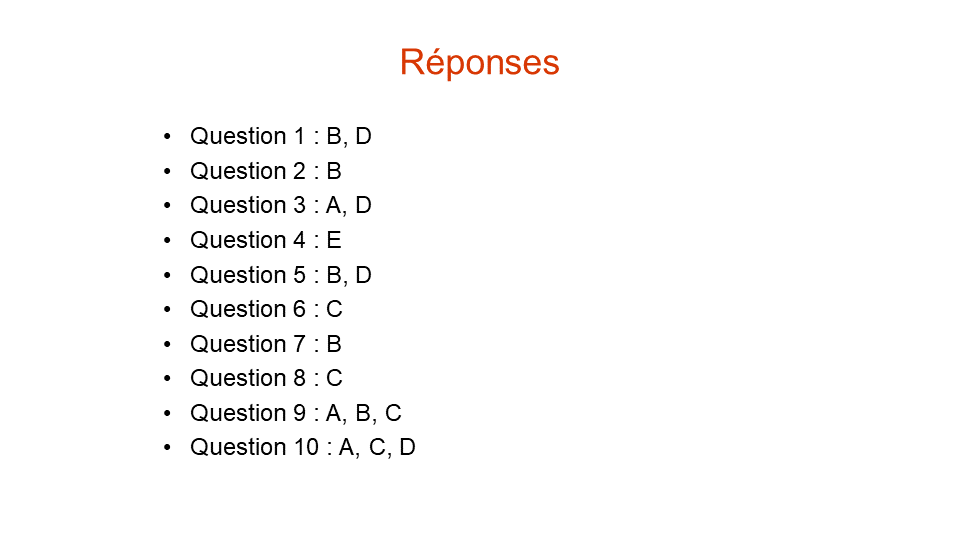 Réponses
• Question 1 : B, D
• Question 2 : B
• Question 3 : A, D
• Question 4 : E
• Question 5 : B, D
• Question 6 : C
• Question 7 : B
• Question 8 : C
• Question 9 : A, B, C
• Question 10 : A, C, D